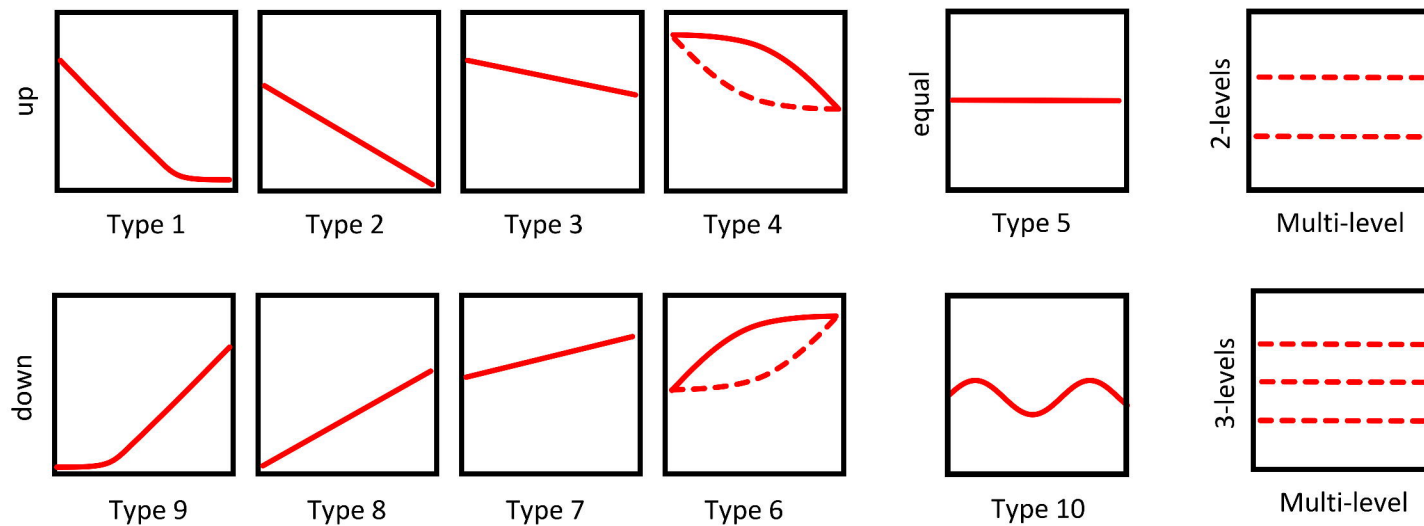 up
Type 1
Type 2
Type 3
Type 4
equal
Type 5
2-levels
Multi-level
down
Type 9
Type 8
Type 7
Type 6
Type 10
3-levels
Multi-level